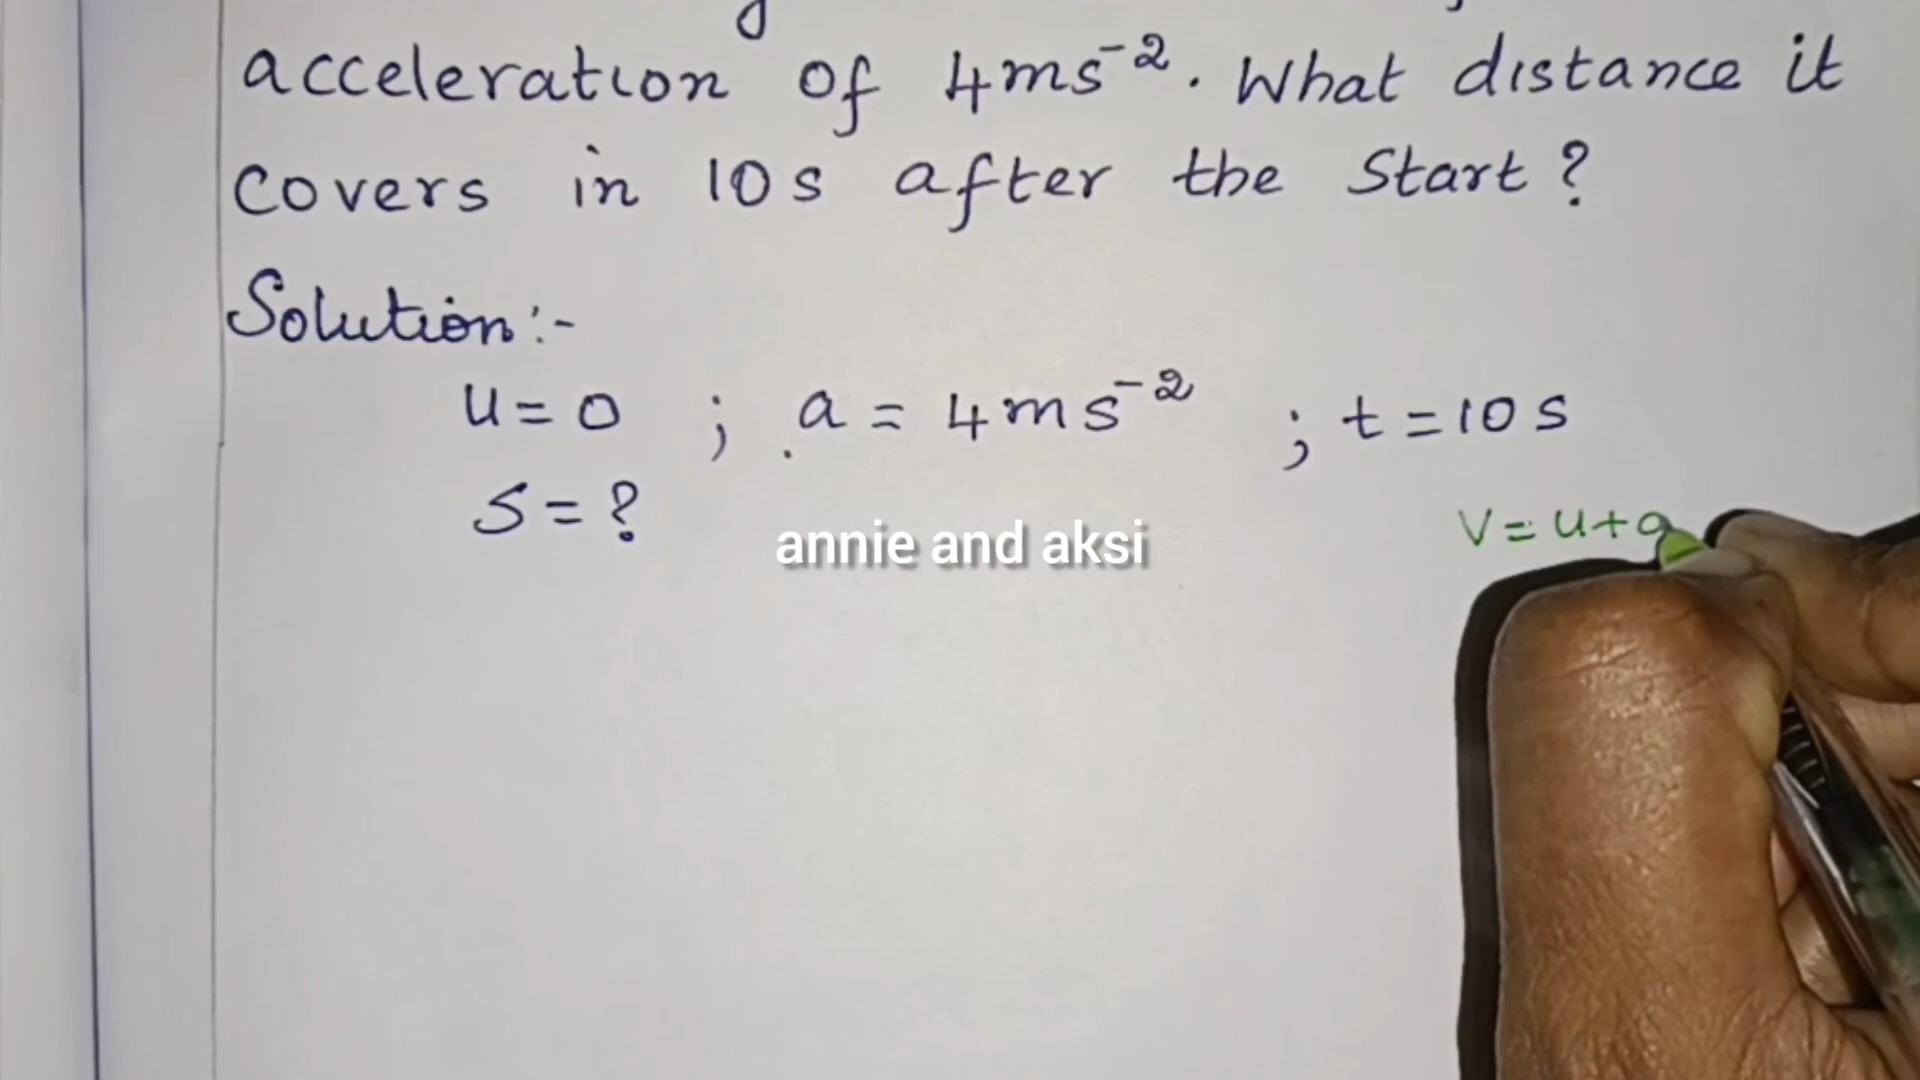 acceleration of 4ms⁻². What distance it
covers in 10s after the Start?
Solution:-
u=0 ; a = 4ms⁻² ; t=10s
S=?
annie and aksi
V=u+a